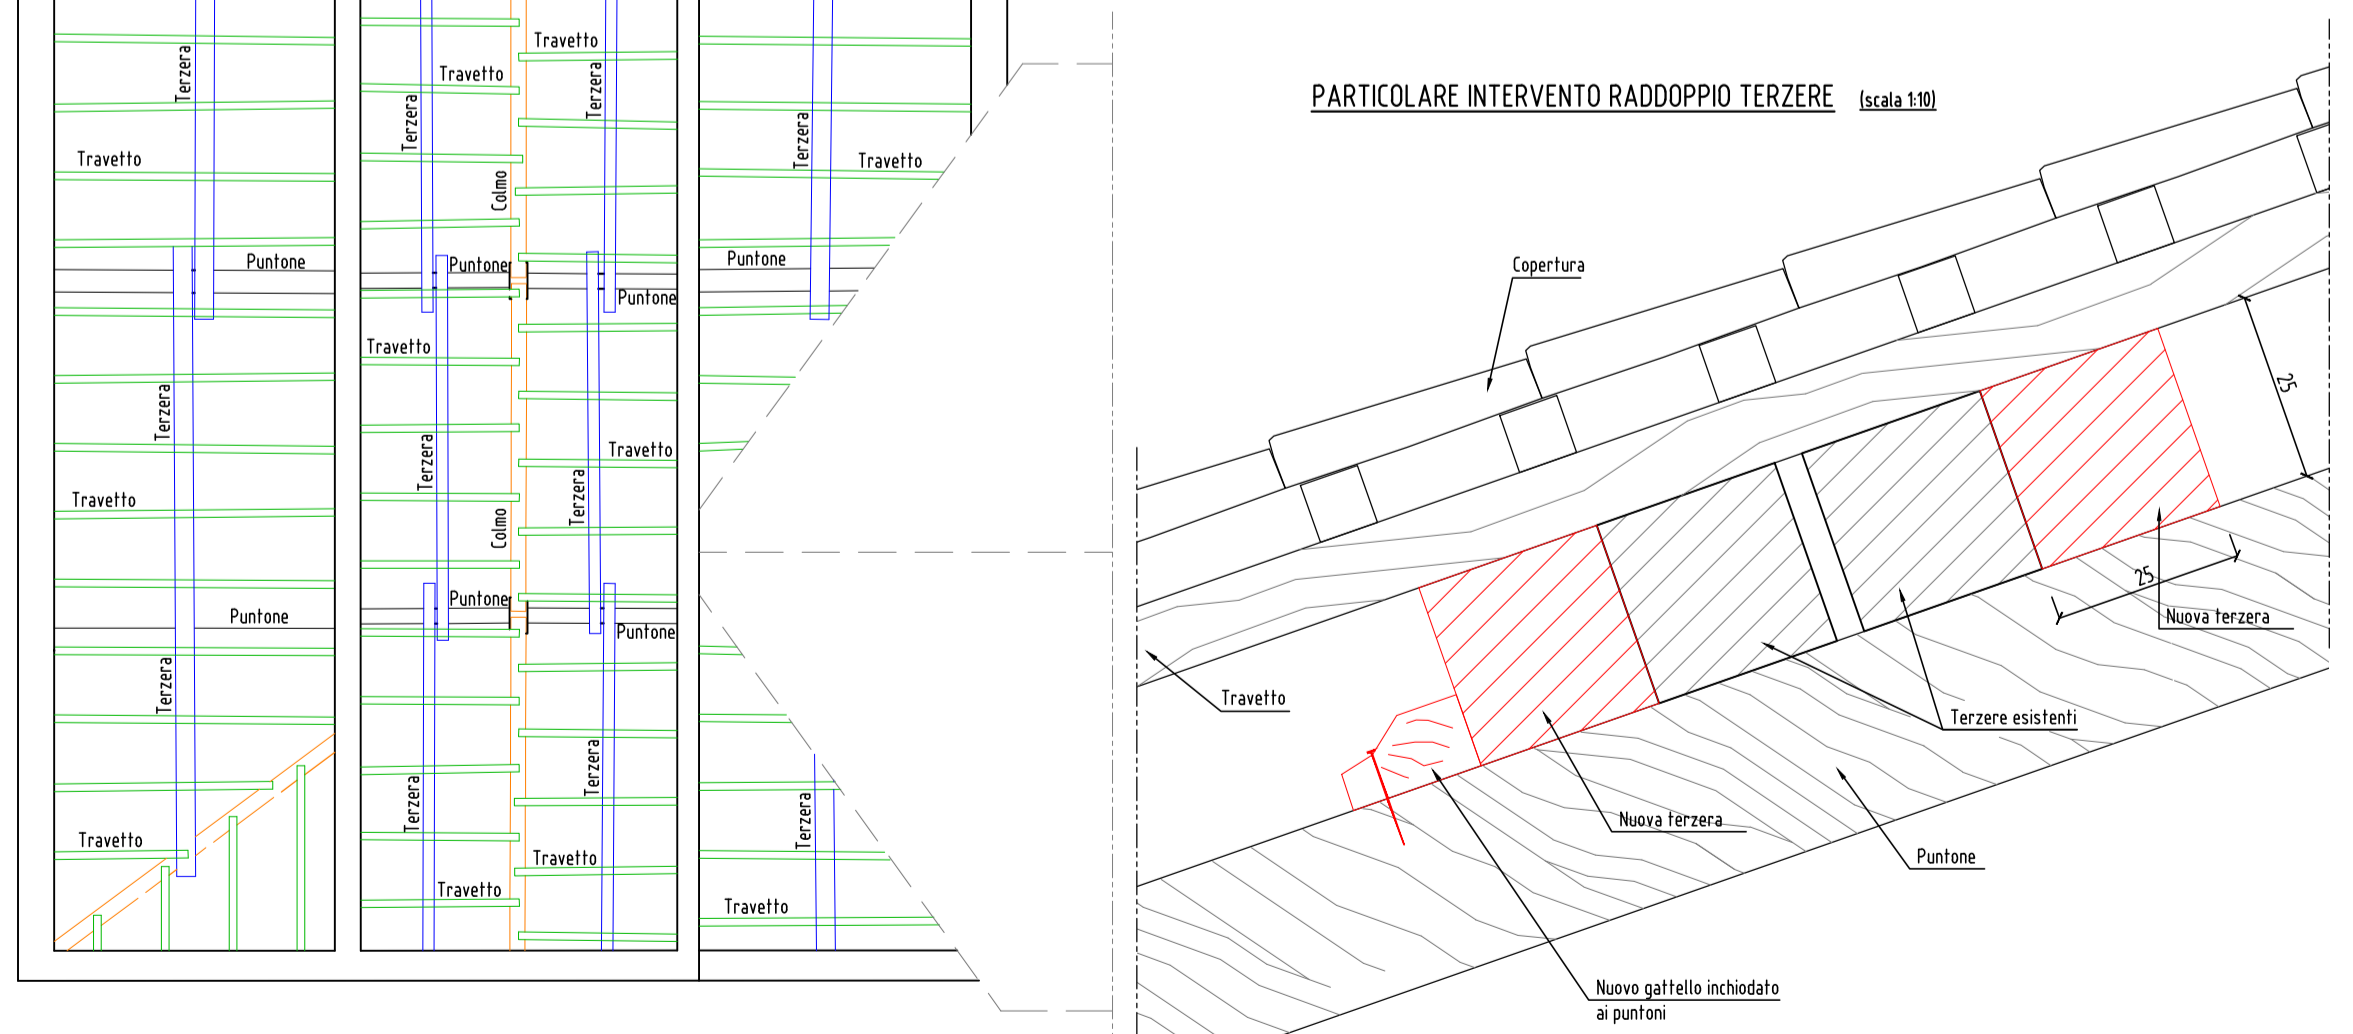 Terzera
Travetto
Puntone
Terzera
Travetto
Puntone
Terzera
Travetto
Travetto
Travetto
Terzera
Terzera
Colmo
Puntone
Puntone
Travetto
Terzera
Travetto
Terzera
Colmo
Puntone
Puntone
Terzera
Terzera
Travetto
Travetto
Terzera
Travetto
Puntone
Terzera
Travetto
PARTICOLARE INTERVENTO RADDOPPIO TERZERE (scala 1:10)
Copertura
25
25
Nuova terzera
Travetto
Terzere esistenti
Nuova terzera
Puntone
Nuovo gattello inchiodato
ai puntoni